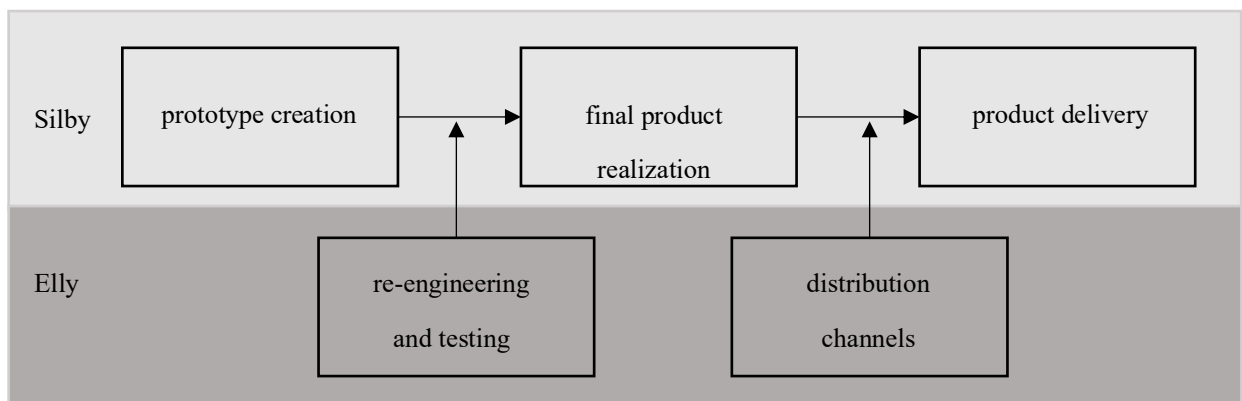 Silby
prototype creation
final product
realization
product delivery
Elly
re-engineering
and testing
distribution
channels